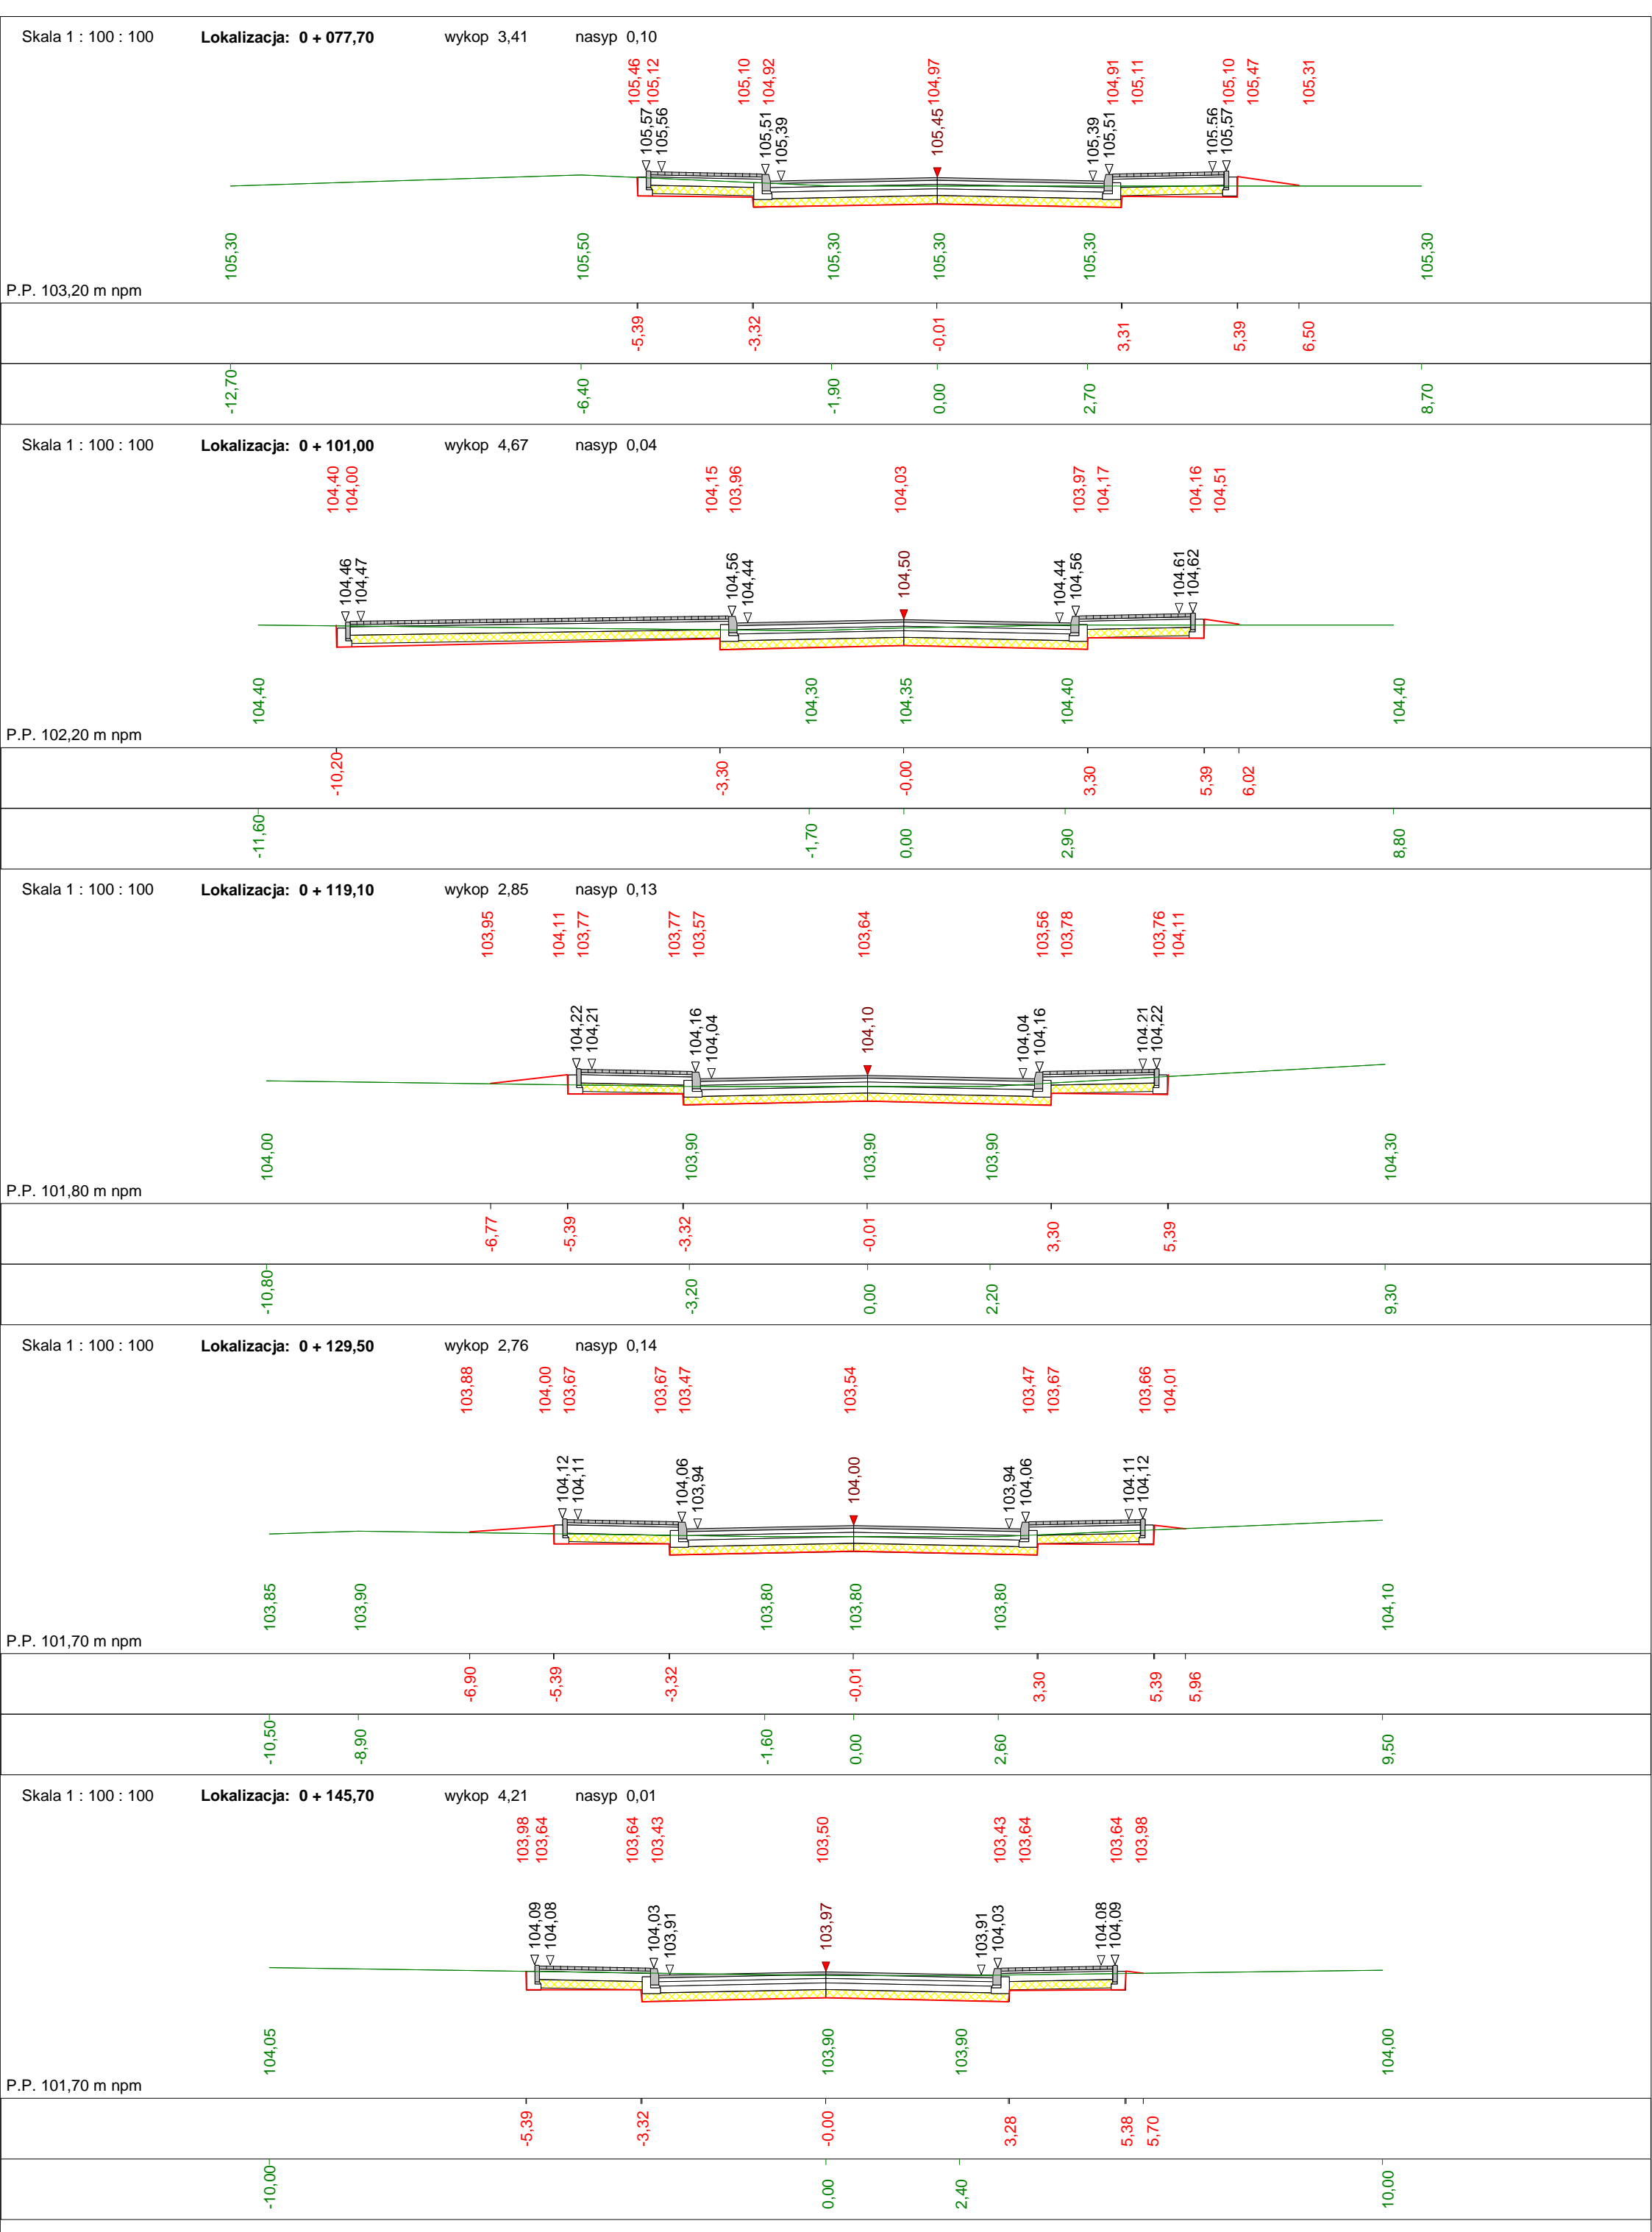 Skala 1 : 100 : 100 Lokalizacja: 0 + 077,70 wykop 3,41 nasyp 0,10
105,46 105,12 105,10 104,92 104,97 104,91 105,11 105,10 105,47 105,31
105,57 105,56 105,51 105,39 105,45 105,39 105,51 105.56 105,57
105,30 105,50 105,30 105,30 105,30 105,30
P.P. 103,20 m npm
-5,39 -3,32 -0,01 3,31 5,39 6,50
-12,70 -6,40 -1,90 0,00 2,70 8,70
Skala 1 : 100 : 100 Lokalizacja: 0 + 101,00 wykop 4,67 nasyp 0,04
104,40 104,00 104,15 103,96 104,03 103,97 104,17 104,16 104,51
104,46 104,47 104,56 104,44 104,50 104,44 104,56 104.61 104,62
104,40 104,30 104,35 104,40 104,40
P.P. 102,20 m npm
-10,20 -3,30 -0,00 3,30 5,39 6,02
-11,60 -1,70 0,00 2,90 8,80
Skala 1 : 100 : 100 Lokalizacja: 0 + 119,10 wykop 2,85 nasyp 0,13
103,95 104,11 103,77 103,77 103,57 103,64 103,56 103,78 103,76 104,11
104,22 104,21 104,16 104,04 104,10 104,04 104,16 104.21 104,22
104,00 103,90 103,90 103,90 104,30
P.P. 101,80 m npm
-6,77 -5,39 -3,32 -0,01 3,30 5,39
-10,80 -3,20 0,00 2,20 9,30
Skala 1 : 100 : 100 Lokalizacja: 0 + 129,50 wykop 2,76 nasyp 0,14
103,88 104,00 103,67 103,67 103,47 103,54 103,47 103,67 103,66 104,01
104,12 104,11 104,06 103,94 104,00 103,94 104,06 104.11 104,12
103,85 103,90 103,80 103,80 103,80 104,10
P.P. 101,70 m npm
-6,90 -5,39 -3,32 -0,01 3,30 5,39 5,96
-10,50 -8,90 -1,60 0,00 2,60 9,50
Skala 1 : 100 : 100 Lokalizacja: 0 + 145,70 wykop 4,21 nasyp 0,01
103,98 103,64 103,64 103,43 103,50 103,43 103,64 103,64 103,98
104,09 104,08 104,03 103,91 103,97 103,91 104,03 104.08 104,09
104,05 103,90 103,90 104,00
P.P. 101,70 m npm
-5,39 -3,32 -0,00 3,28 5,38 5,70
-10,00 0,00 2,40 10,00